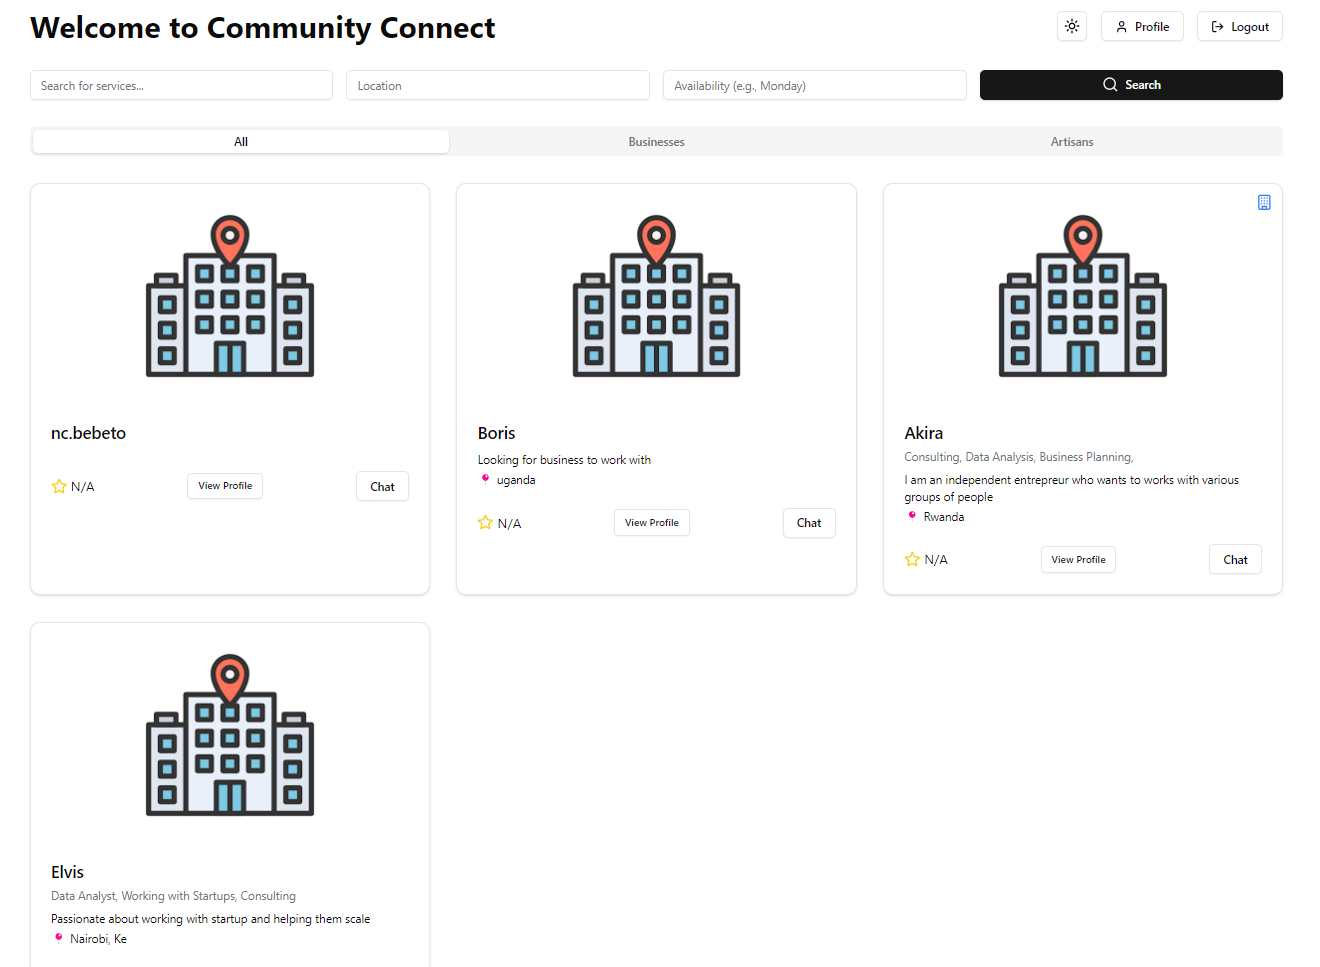 Welcome to Community Connect
Profile
Logout
Search for services...
Location
Availability (e.g., Monday)
Search
All
Businesses
Artisans
nc.bebeto
N/A
View Profile
Chat
Boris
Looking for business to work with
uganda
N/A
View Profile
Chat
Akira
Consulting, Data Analysis, Business Planning,
I am an independent entrepreur who wants to works with various
groups of people
Rwanda
N/A
View Profile
Chat
Elvis
Data Analyst, Working with Startups, Consulting
Passionate about working with startup and helping them scale
Nairobi, Ke